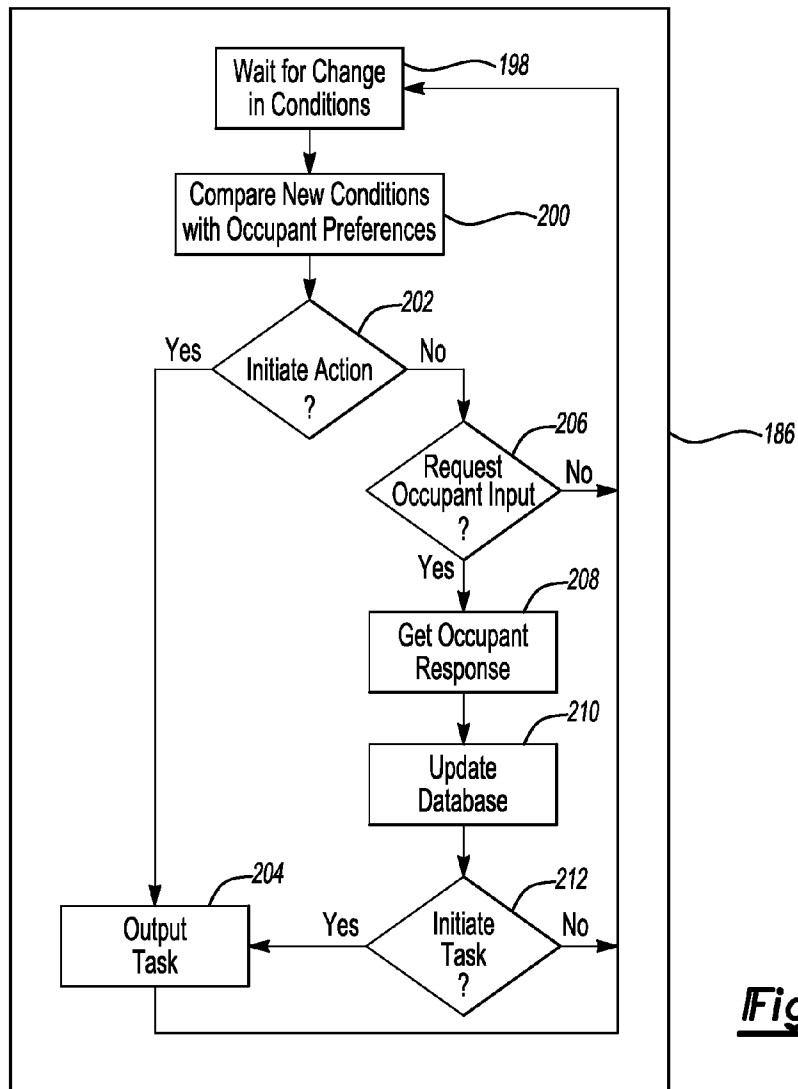 Wait for Change
in Conditions
198
Compare New Conditions
with Occupant Preferences
200
202
Yes
Initiate Action
?
No
206
Request
Occupant Input
?
No
186
Yes
208
Get Occupant
Response
210
Update
Database
204
Output
Task
212
Yes
Initiate
Task
?
No
Fig